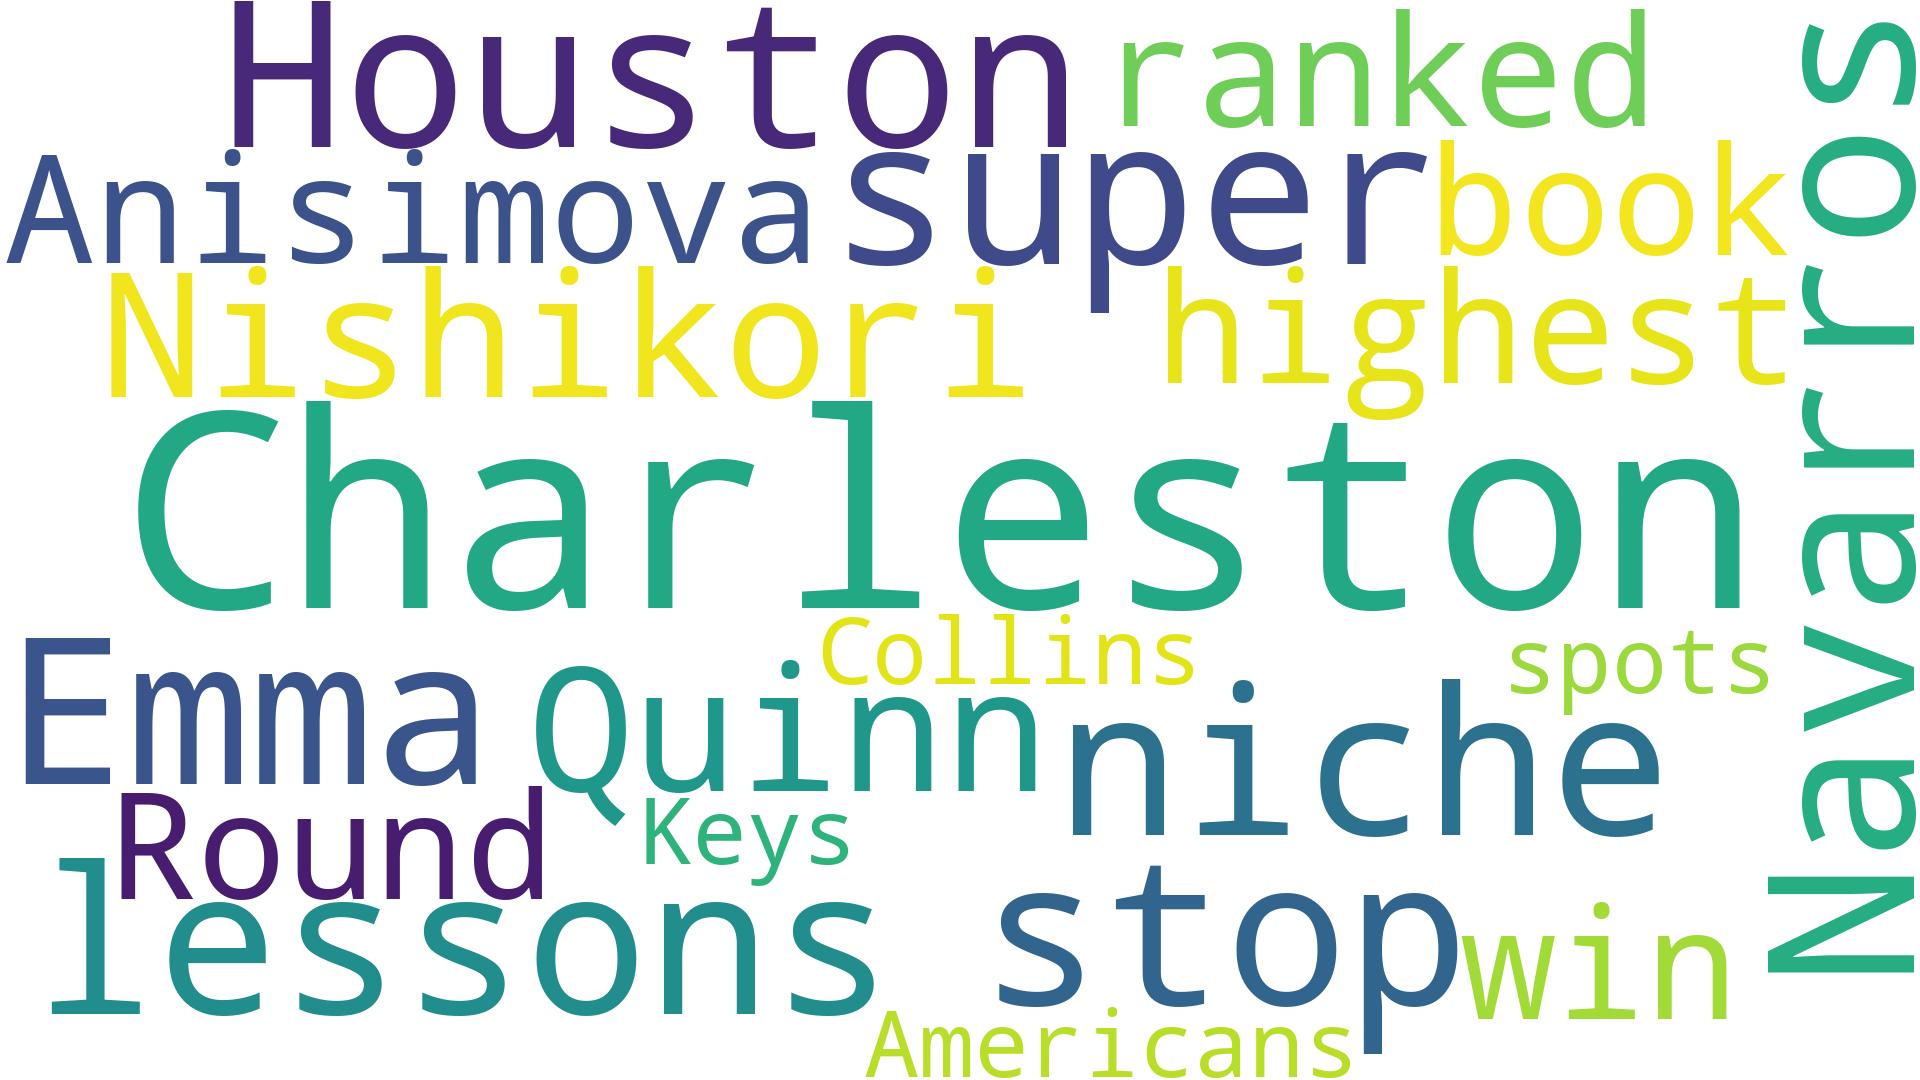 Houston ranked
Anisimova super book
Nishikori highest
Charleston
Navarros
Collins spots
Emma Quinn niche
Round Keys
lessons stop win
Americans